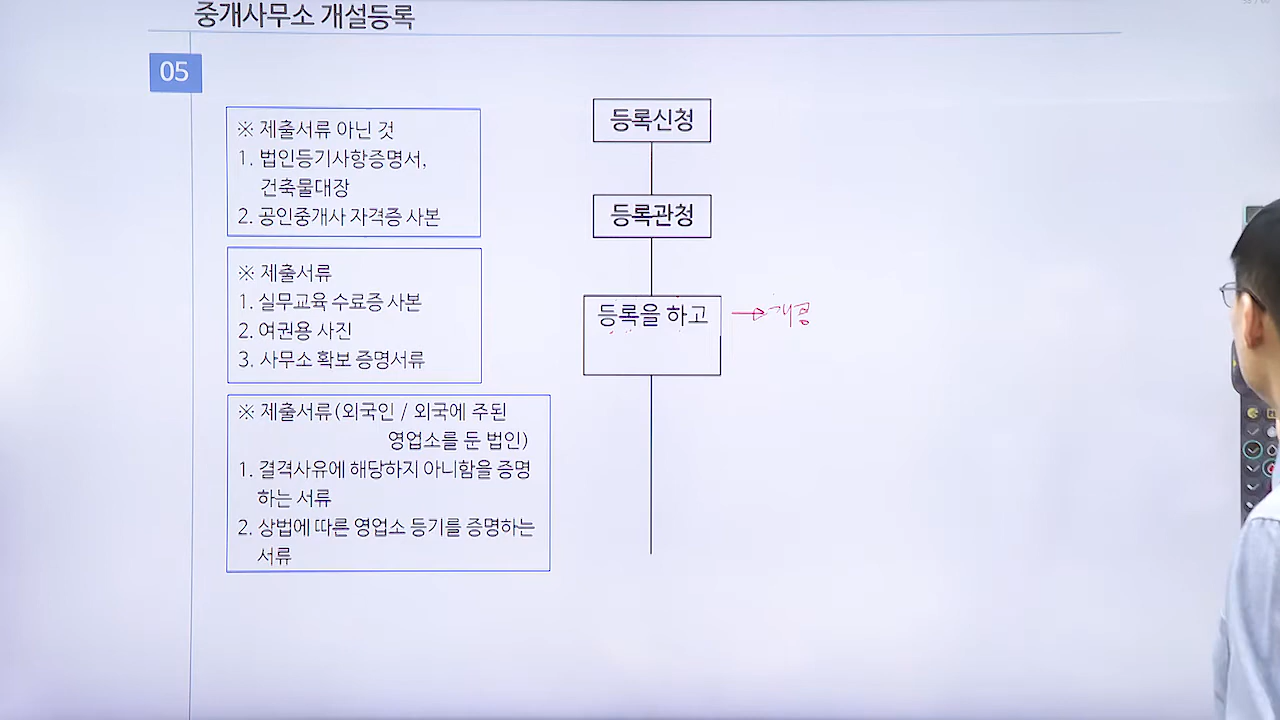 중개사무소 개설등록
05
※ 제출서류 아닌 것
1. 법인등기사항증명서,
건축물대장
2. 공인중개사 자격증 사본
※ 제출서류
1. 실무교육 수료증 사본
2. 여권용 사진
3. 사무소 확보 증명서류
※ 제출서류(외국인 / 외국에 주된
영업소를 둔 법인)
1. 결격사유에 해당하지 아니함을 증명
하는 서류
2. 상법에 따른 영업소 등기를 증명하는
서류
등록신청
등록관청
등록을 하고
→ 개공